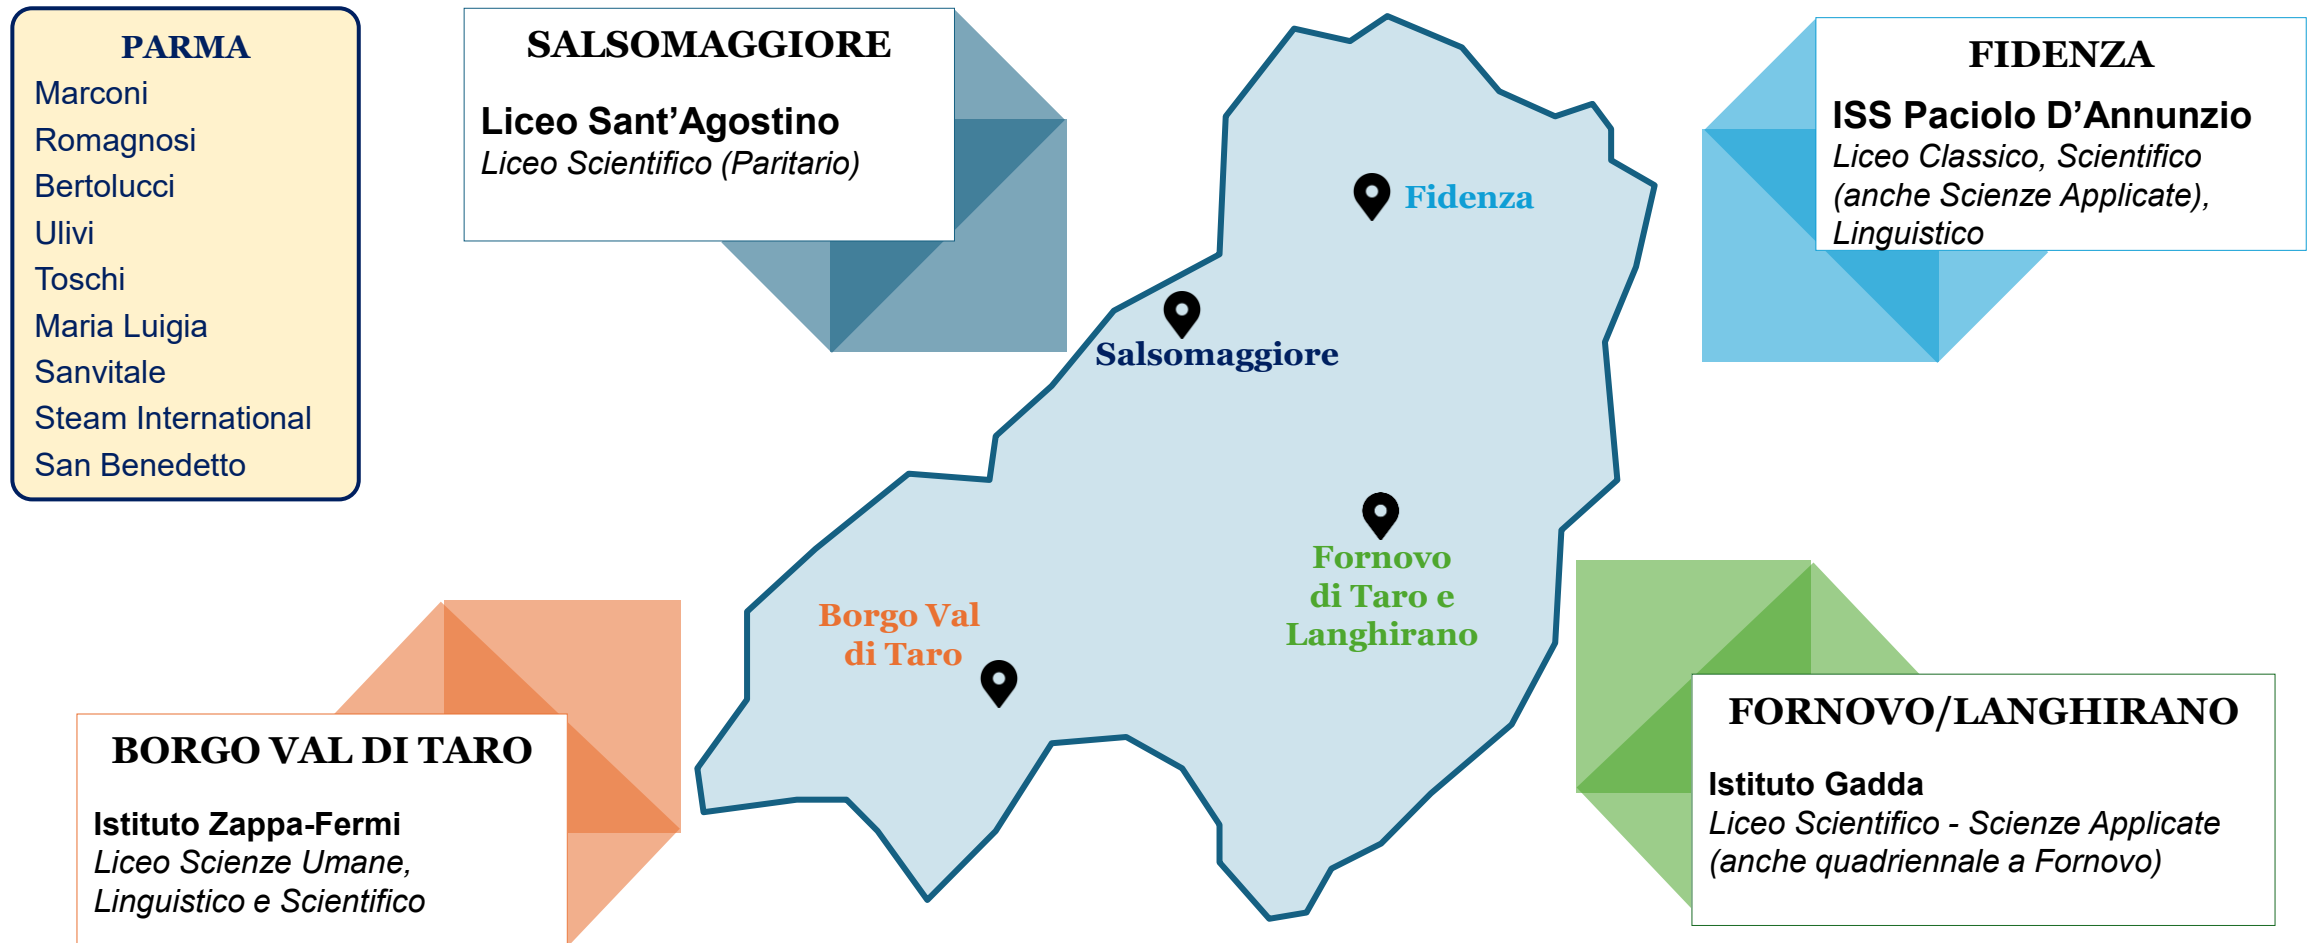 PARMA
Marconi
Romagnosi
Bertolucci
Ulivi
Toschi
Maria Luigia
Sanvitale
Steam International
San Benedetto
SALSOMAGGIORE
Liceo Sant’Agostino
Liceo Scientifico (Paritario)
FIDENZA
ISS Paciolo D’Annunzio
Liceo Classico, Scientifico
(anche Scienze Applicate),
Linguistico
Fidenza
Salsomaggiore
Fornovo
di Taro e
Langhirano
Borgo Val
di Taro
BORGO VAL DI TARO
Istituto Zappa-Fermi
Liceo Scienze Umane,
Linguistico e Scientifico
FORNOVO/LANGHIRANO
Istituto Gadda
Liceo Scientifico - Scienze Applicate
(anche quadriennale a Fornovo)